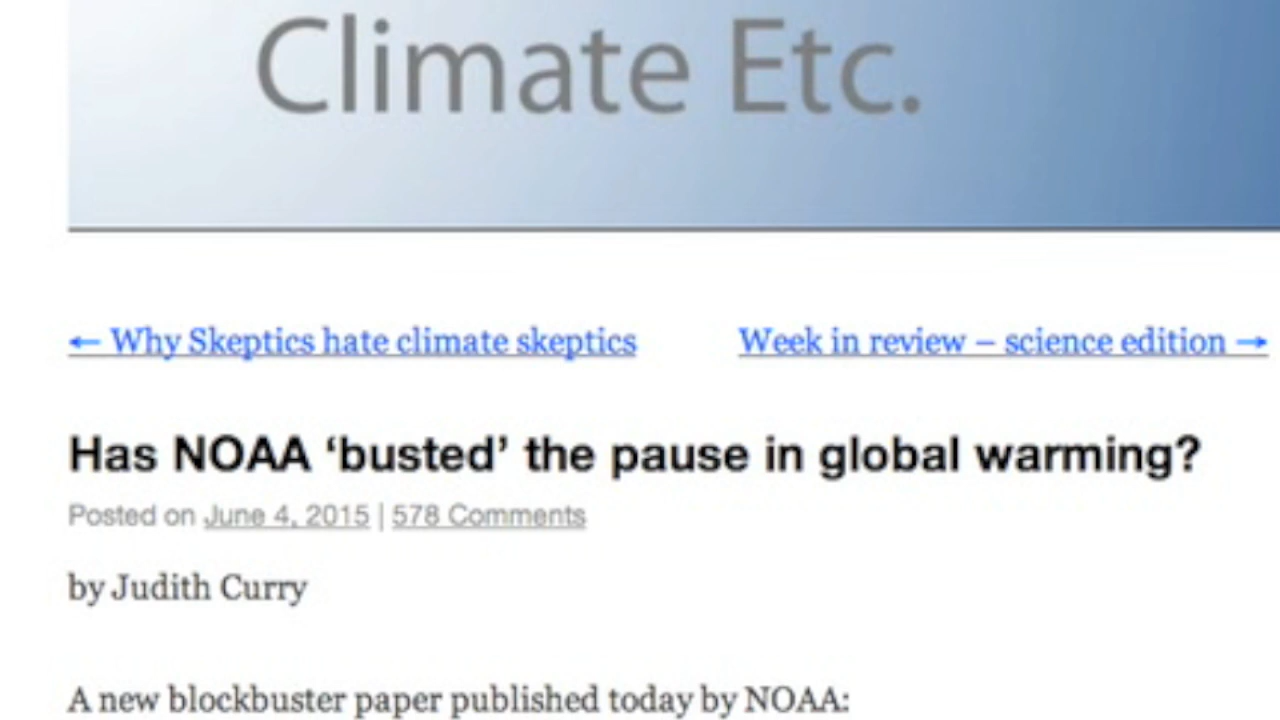 Climate Etc.
← Why Skeptics hate climate skeptics
Week in review – science edition →
Has NOAA ‘busted’ the pause in global warming?
Posted on June 4, 2015 | 578 Comments
by Judith Curry
A new blockbuster paper published today by NOAA: